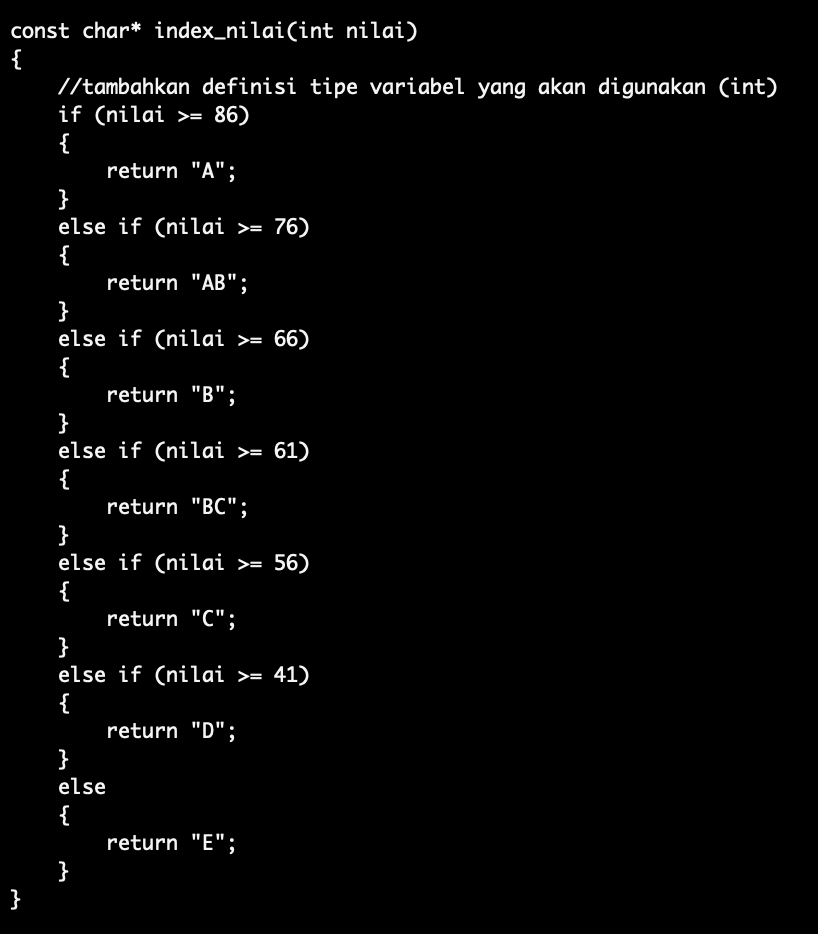 const char* index_nilai(int nilai)
{
    //tambahkan definisi tipe variabel yang akan digunakan (int)
    if (nilai >= 86)
    {
        return "A";
    }
    else if (nilai >= 76)
    {
        return "AB";
    }
    else if (nilai >= 66)
    {
        return "B";
    }
    else if (nilai >= 61)
    {
        return "BC";
    }
    else if (nilai >= 56)
    {
        return "C";
    }
    else if (nilai >= 41)
    {
        return "D";
    }
    else
    {
        return "E";
    }
}